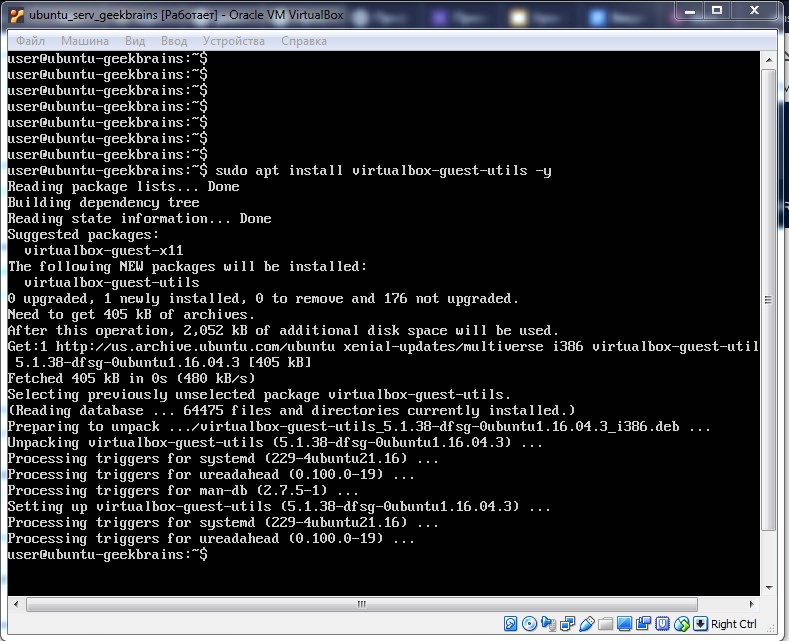 ubuntu_serv_geekbrains [Работает] - Oracle VM VirtualBox
Файл Машина Вид Ввод Устройства Справка
user@ubuntu-geekbrains:~$
user@ubuntu-geekbrains:~$
user@ubuntu-geekbrains:~$
user@ubuntu-geekbrains:~$
user@ubuntu-geekbrains:~$
user@ubuntu-geekbrains:~$
user@ubuntu-geekbrains:~$
user@ubuntu-geekbrains:~$ sudo apt install virtualbox-guest-utils -y
Reading package lists... Done
Building dependency tree
Reading state information... Done
Suggested packages:
  virtualbox-guest-x11
The following NEW packages will be installed:
  virtualbox-guest-utils
0 upgraded, 1 newly installed, 0 to remove and 176 not upgraded.
Need to get 405 kB of archives.
After this operation, 2,052 kB of additional disk space will be used.
Get:1 http://us.archive.ubuntu.com/ubuntu xenial-updates/multiverse i386 virtualbox-guest-util
 5.1.38-dfsg-0ubuntu1.16.04.3 [405 kB]
Fetched 405 kB in 0s (480 kB/s)
Selecting previously unselected package virtualbox-guest-utils.
(Reading database ... 64475 files and directories currently installed.)
Preparing to unpack .../virtualbox-guest-utils_5.1.38-dfsg-0ubuntu1.16.04.3_i386.deb ...
Unpacking virtualbox-guest-utils (5.1.38-dfsg-0ubuntu1.16.04.3) ...
Processing triggers for systemd (229-4ubuntu21.16) ...
Processing triggers for ureadahead (0.100.0-19) ...
Processing triggers for man-db (2.7.5-1) ...
Setting up virtualbox-guest-utils (5.1.38-dfsg-0ubuntu1.16.04.3) ...
Processing triggers for systemd (229-4ubuntu21.16) ...
Processing triggers for ureadahead (0.100.0-19) ...
user@ubuntu-geekbrains:~$
Right Ctrl